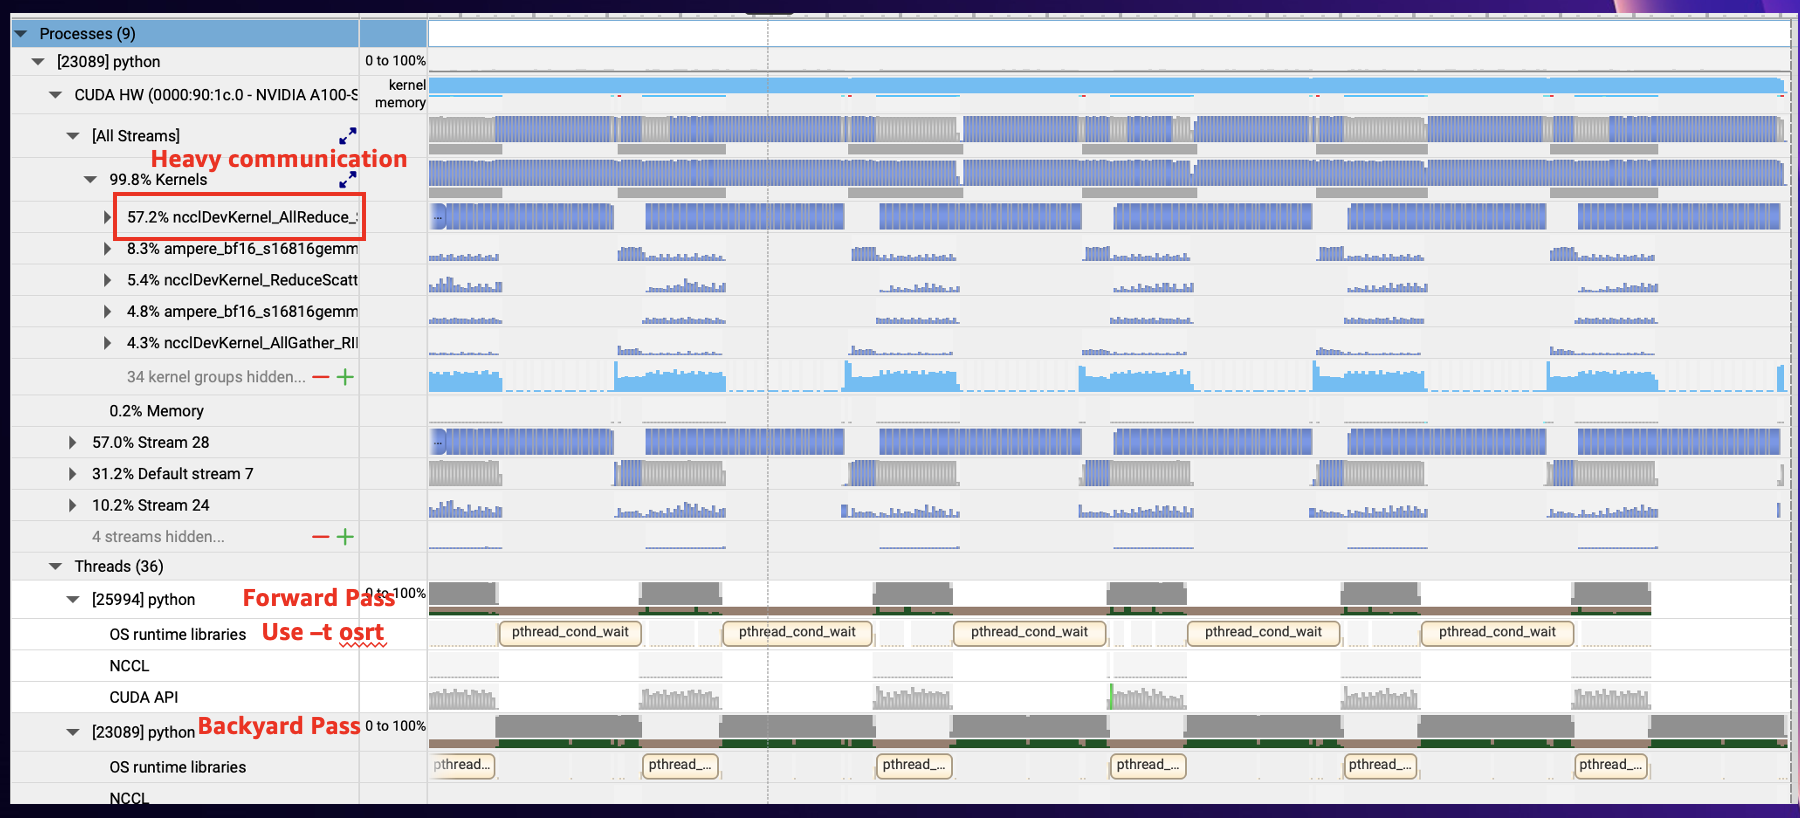 Processes (9)
[23089] python
0 to 100%
CUDA HW (0000:90:1c.0 - NVIDIA A100-S
kernel
memory
[All Streams]
Heavy communication
99.8% Kernels
57.2% ncclDevKernel_AllReduce_
...
8.3% ampere_bf16_s16816gemm
5.4% ncclDevKernel_ReduceScatt
4.8% ampere_bf16_s16816gemm
4.3% ncclDevKernel_AllGather_RI
34 kernel groups hidden...
0.2% Memory
57.0% Stream 28
...
31.2% Default stream 7
10.2% Stream 24
4 streams hidden...
Threads (36)
[25994] python
Forward Pass
0 to 100%
OS runtime libraries
Use –t osrt
pthread_cond_wait
pthread_cond_wait
pthread_cond_wait
pthread_cond_wait
pthread_cond_wait
NCCL
CUDA API
[23089] python
Backyard Pass
0 to 100%
OS runtime libraries
pthread...
pthread_...
pthread_...
pthread_...
pthread_...
pthread_...
NCCL